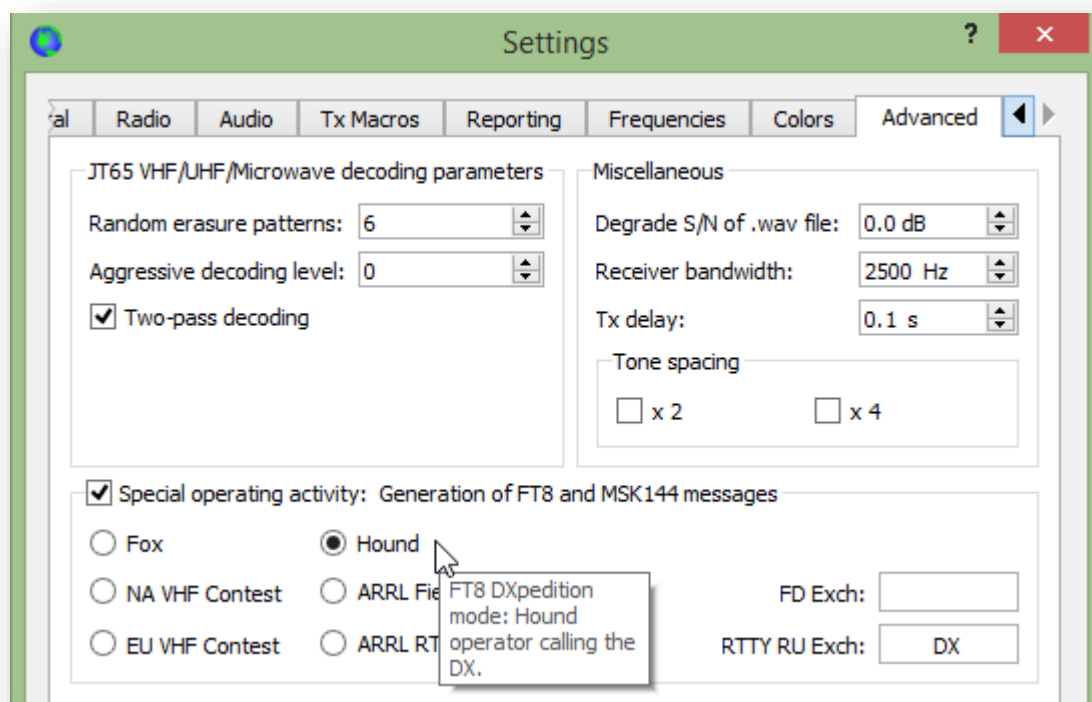 Settings
?
al Radio Audio Tx Macros Reporting Frequencies Colors Advanced
JT65 VHF/UHF/Microwave decoding parameters
Random erasure patterns: 6
Aggressive decoding level: 0
Two-pass decoding
Miscellaneous
Degrade S/N of .wav file: 0.0 dB
Receiver bandwidth: 2500 Hz
Tx delay: 0.1 s
Tone spacing
x 2 x 4
Special operating activity: Generation of FT8 and MSK144 messages
Fox Hound
NA VHF Contest ARRL Fie FD Exch:
EU VHF Contest ARRL RT RTTY RU Exch: DX
FT8 DXpedition
mode: Hound
operator calling the
DX.